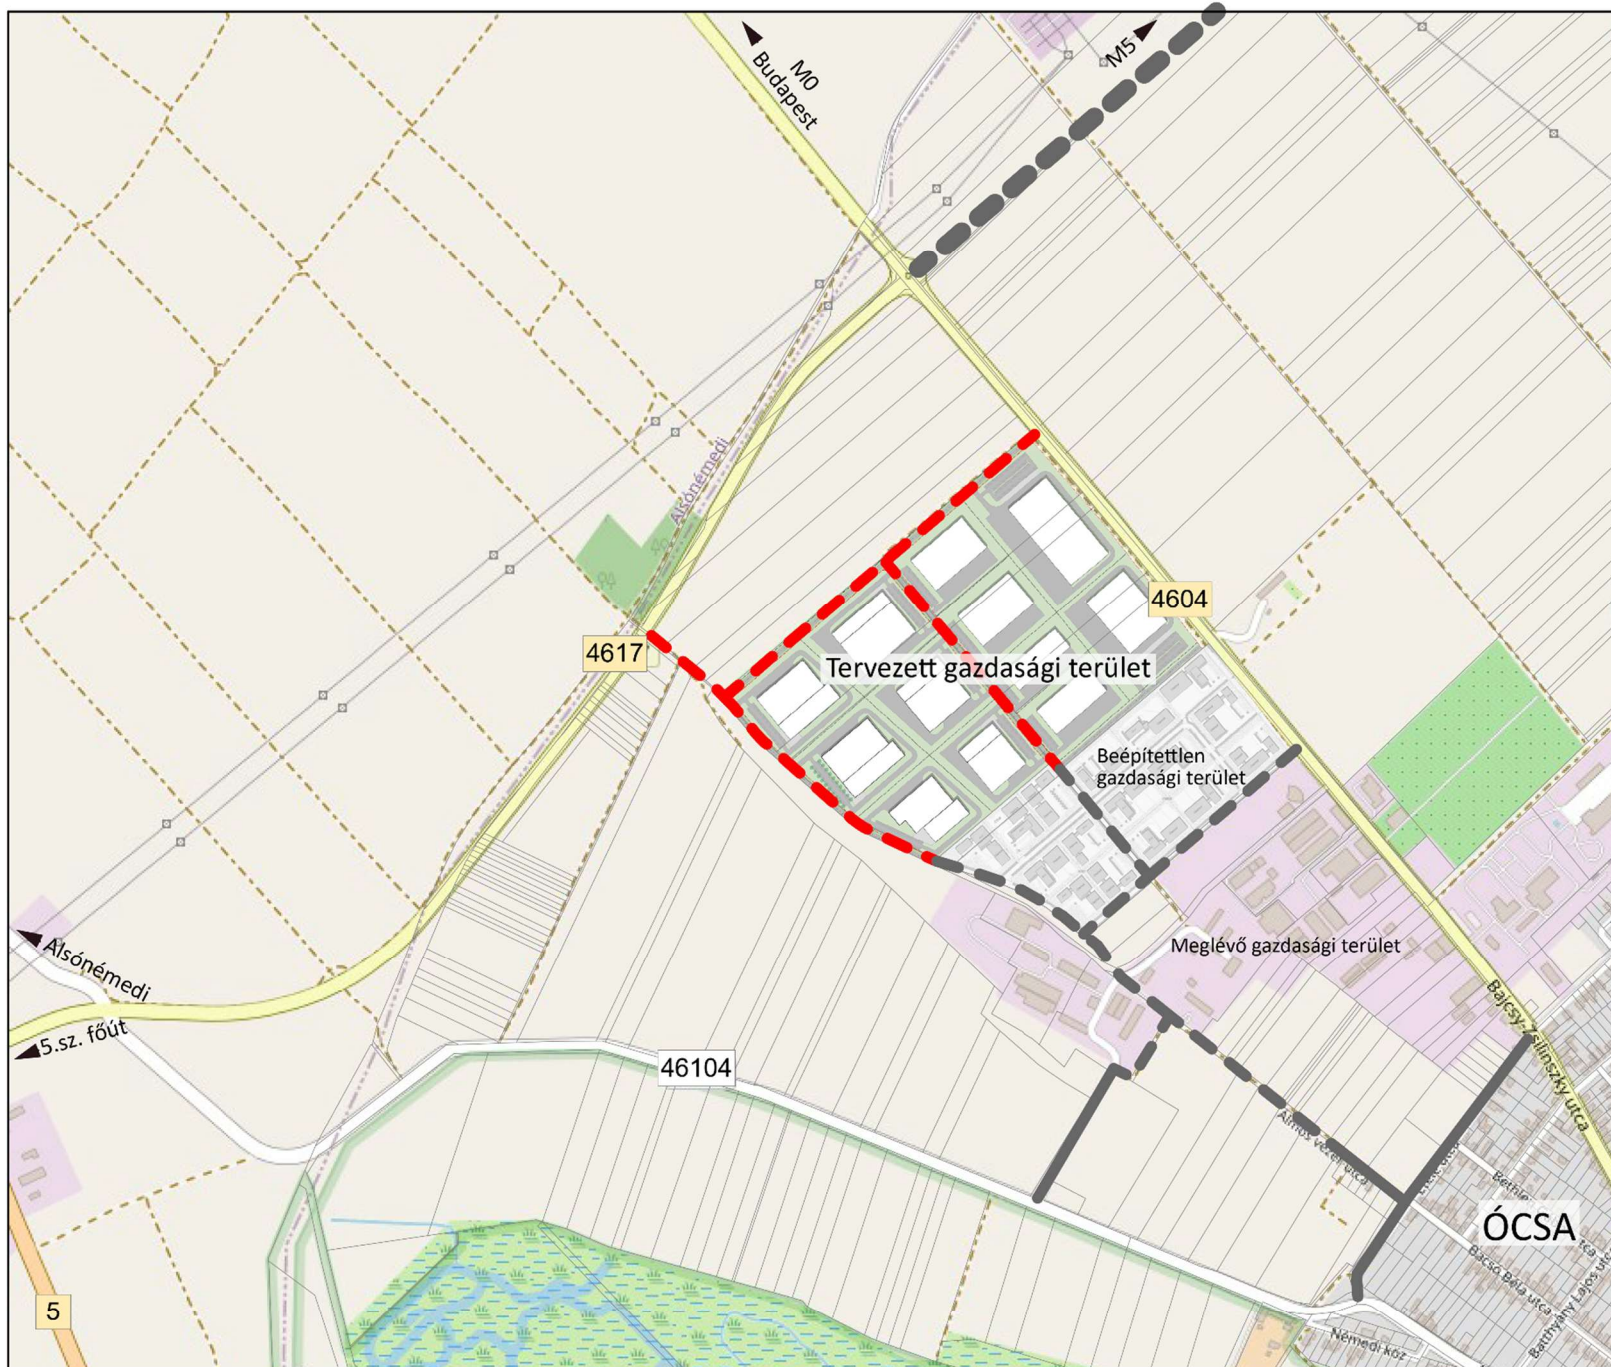 M0
Budapest
M5
Alsónémedi
4604
4617
Tervezett gazdasági terület
Beépítettlen
gazdasági terület
Meglévő gazdasági terület
Alsónémedi
5.sz. főút
46104
Bajcsy-Zsilinszky utca
Álmos vezér utca
ÓCSA
Bacsó Béla utca
Batthyány Lajos utca
Némedi köz
5